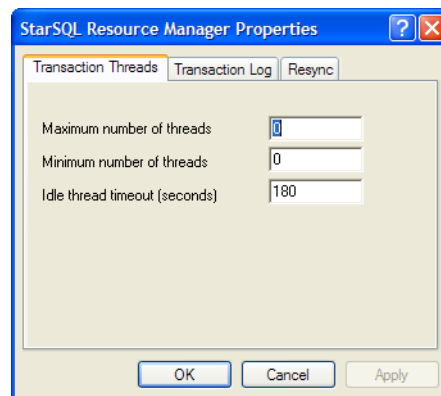 StarSQL Resource Manager Properties
Transaction Threads Transaction Log Resync
Maximum number of threads 0
Minimum number of threads 0
Idle thread timeout (seconds) 180
OK Cancel Apply